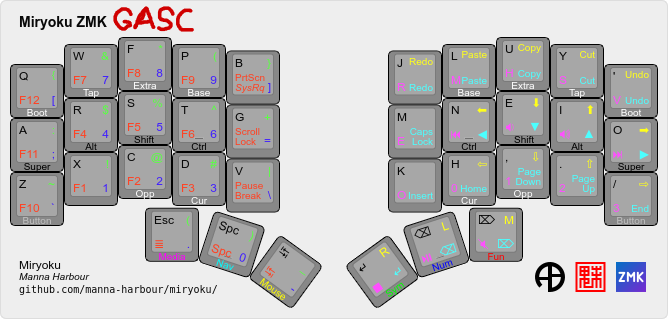 Miryoku ZMK GASC
Q F12 [ Boot
W & F7 7 Tap
F * F8 8 Extra
P ( F9 9 Base
B ) PrtScn SysRq ]
J Redo Redo
L Paste Paste Base
U Copy Copy Extra
Y Cut Cut Tap
' Undo Undo Boot
A : F11 ; Super
R $ F4 4 Alt
S % F5 5 Shift
T ^ F6 6 Ctrl
G + Scroll Lock =
M Caps Lock
N ⬅ ◀ Ctrl
E ⬇ ▼ Shift
I ⬆ ▲ Alt
O ➡ ▶ Super
Z ~ F10 ` Button
X ! F1 1
C @ F2 2 Opp
D # F3 3 Cur
V Pause Break \
K Insert
H ⇦ Home Cur
, ⇩ Page Down Opp
. ⇧ Page Up
/ ⇨ End Button
Esc ( . Media
Spc ) Spc 0 Nav
Mouse
R
L Num
M Fun
Miryoku
Manna Harbour
github.com/manna-harbour/miryoku/
魅
ZMK